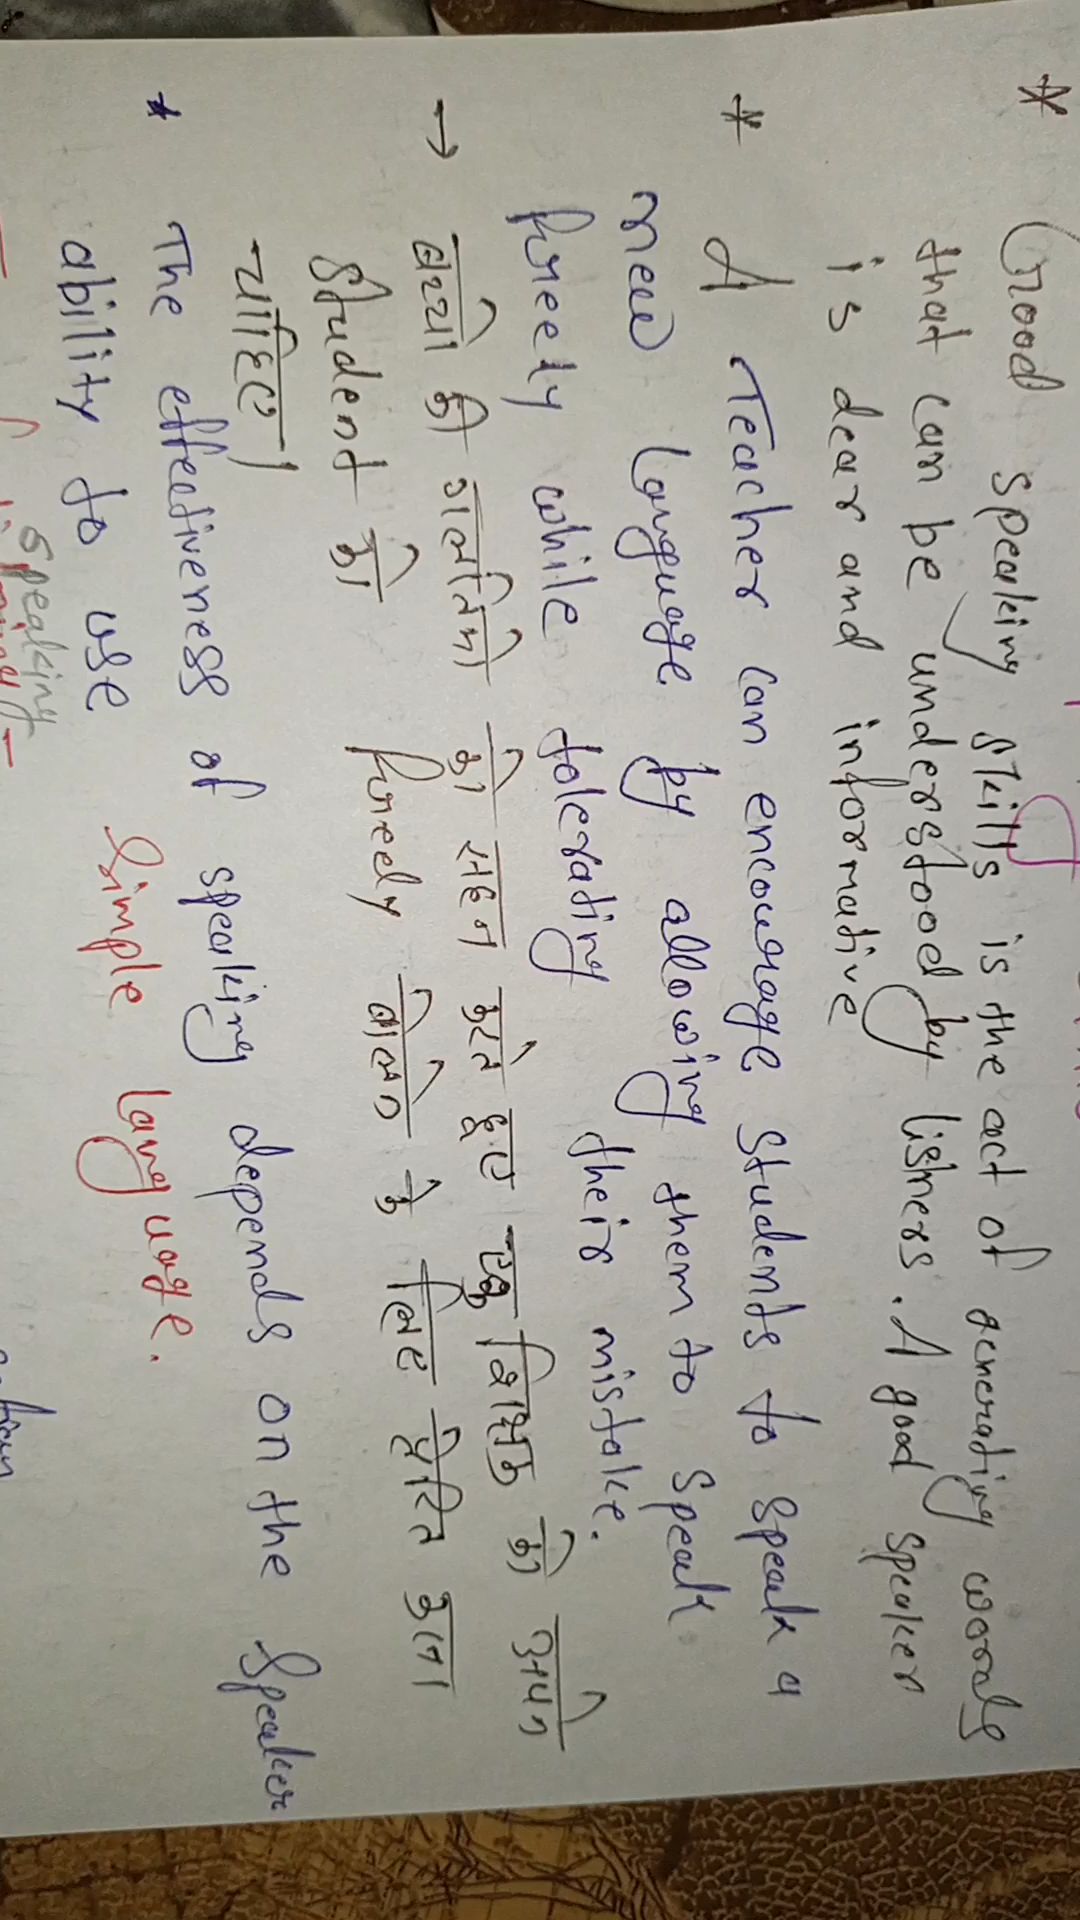 * Good speaking skills is the act of generating words
that can be understood by listners. A good speaker
is clear and informative
* A Teacher can encourage students to speak a
new language by allowing them to speak
freely while tolerating their mistake.
→ बच्चो की गलतियो को सहन करते हुए एक शिक्षक को अपने
Student को freely बोलने के लिए प्रेरित करना
चाहिए।
* The effectiveness of speaking depends on the Speaker
ability to use Simple language.
Speaking